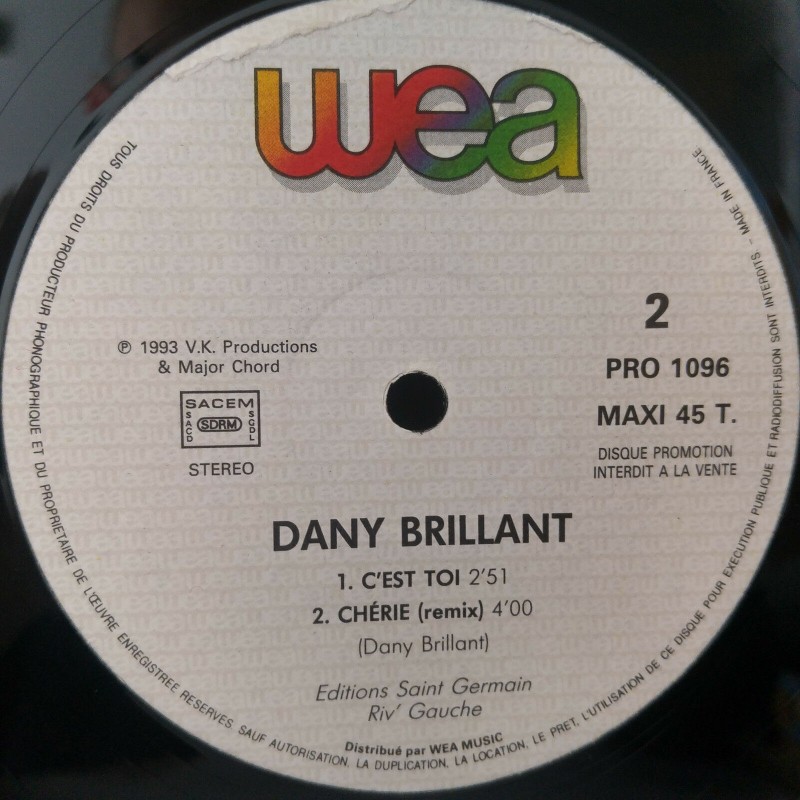 wea
TOUS DROITS DU PRODUCTEUR PHONOGRAPHIQUE ET DU PROPRIETAIRE DE L'ŒUVRE ENREGISTREE RESERVES. SAUF AUTORISATION, LA DUPLICATION, LA LOCATION, LE PRET, L'UTILISATION DE CE DISQUE POUR EXECUTION PUBLIQUE ET RADIODIFFUSION SONT INTERDITS. - MADE IN FRANCE
℗ 1993 V.K. Productions
& Major Chord
SACEM
SACD
SDRM
SGDL
STEREO
2
PRO 1096
MAXI 45 T.
DISQUE PROMOTION
INTERDIT A LA VENTE
DANY BRILLANT
1. C'EST TOI 2'51
2. CHÉRIE (remix) 4'00
(Dany Brillant)
Editions Saint Germain
Riv' Gauche
Distribué par WEA MUSIC